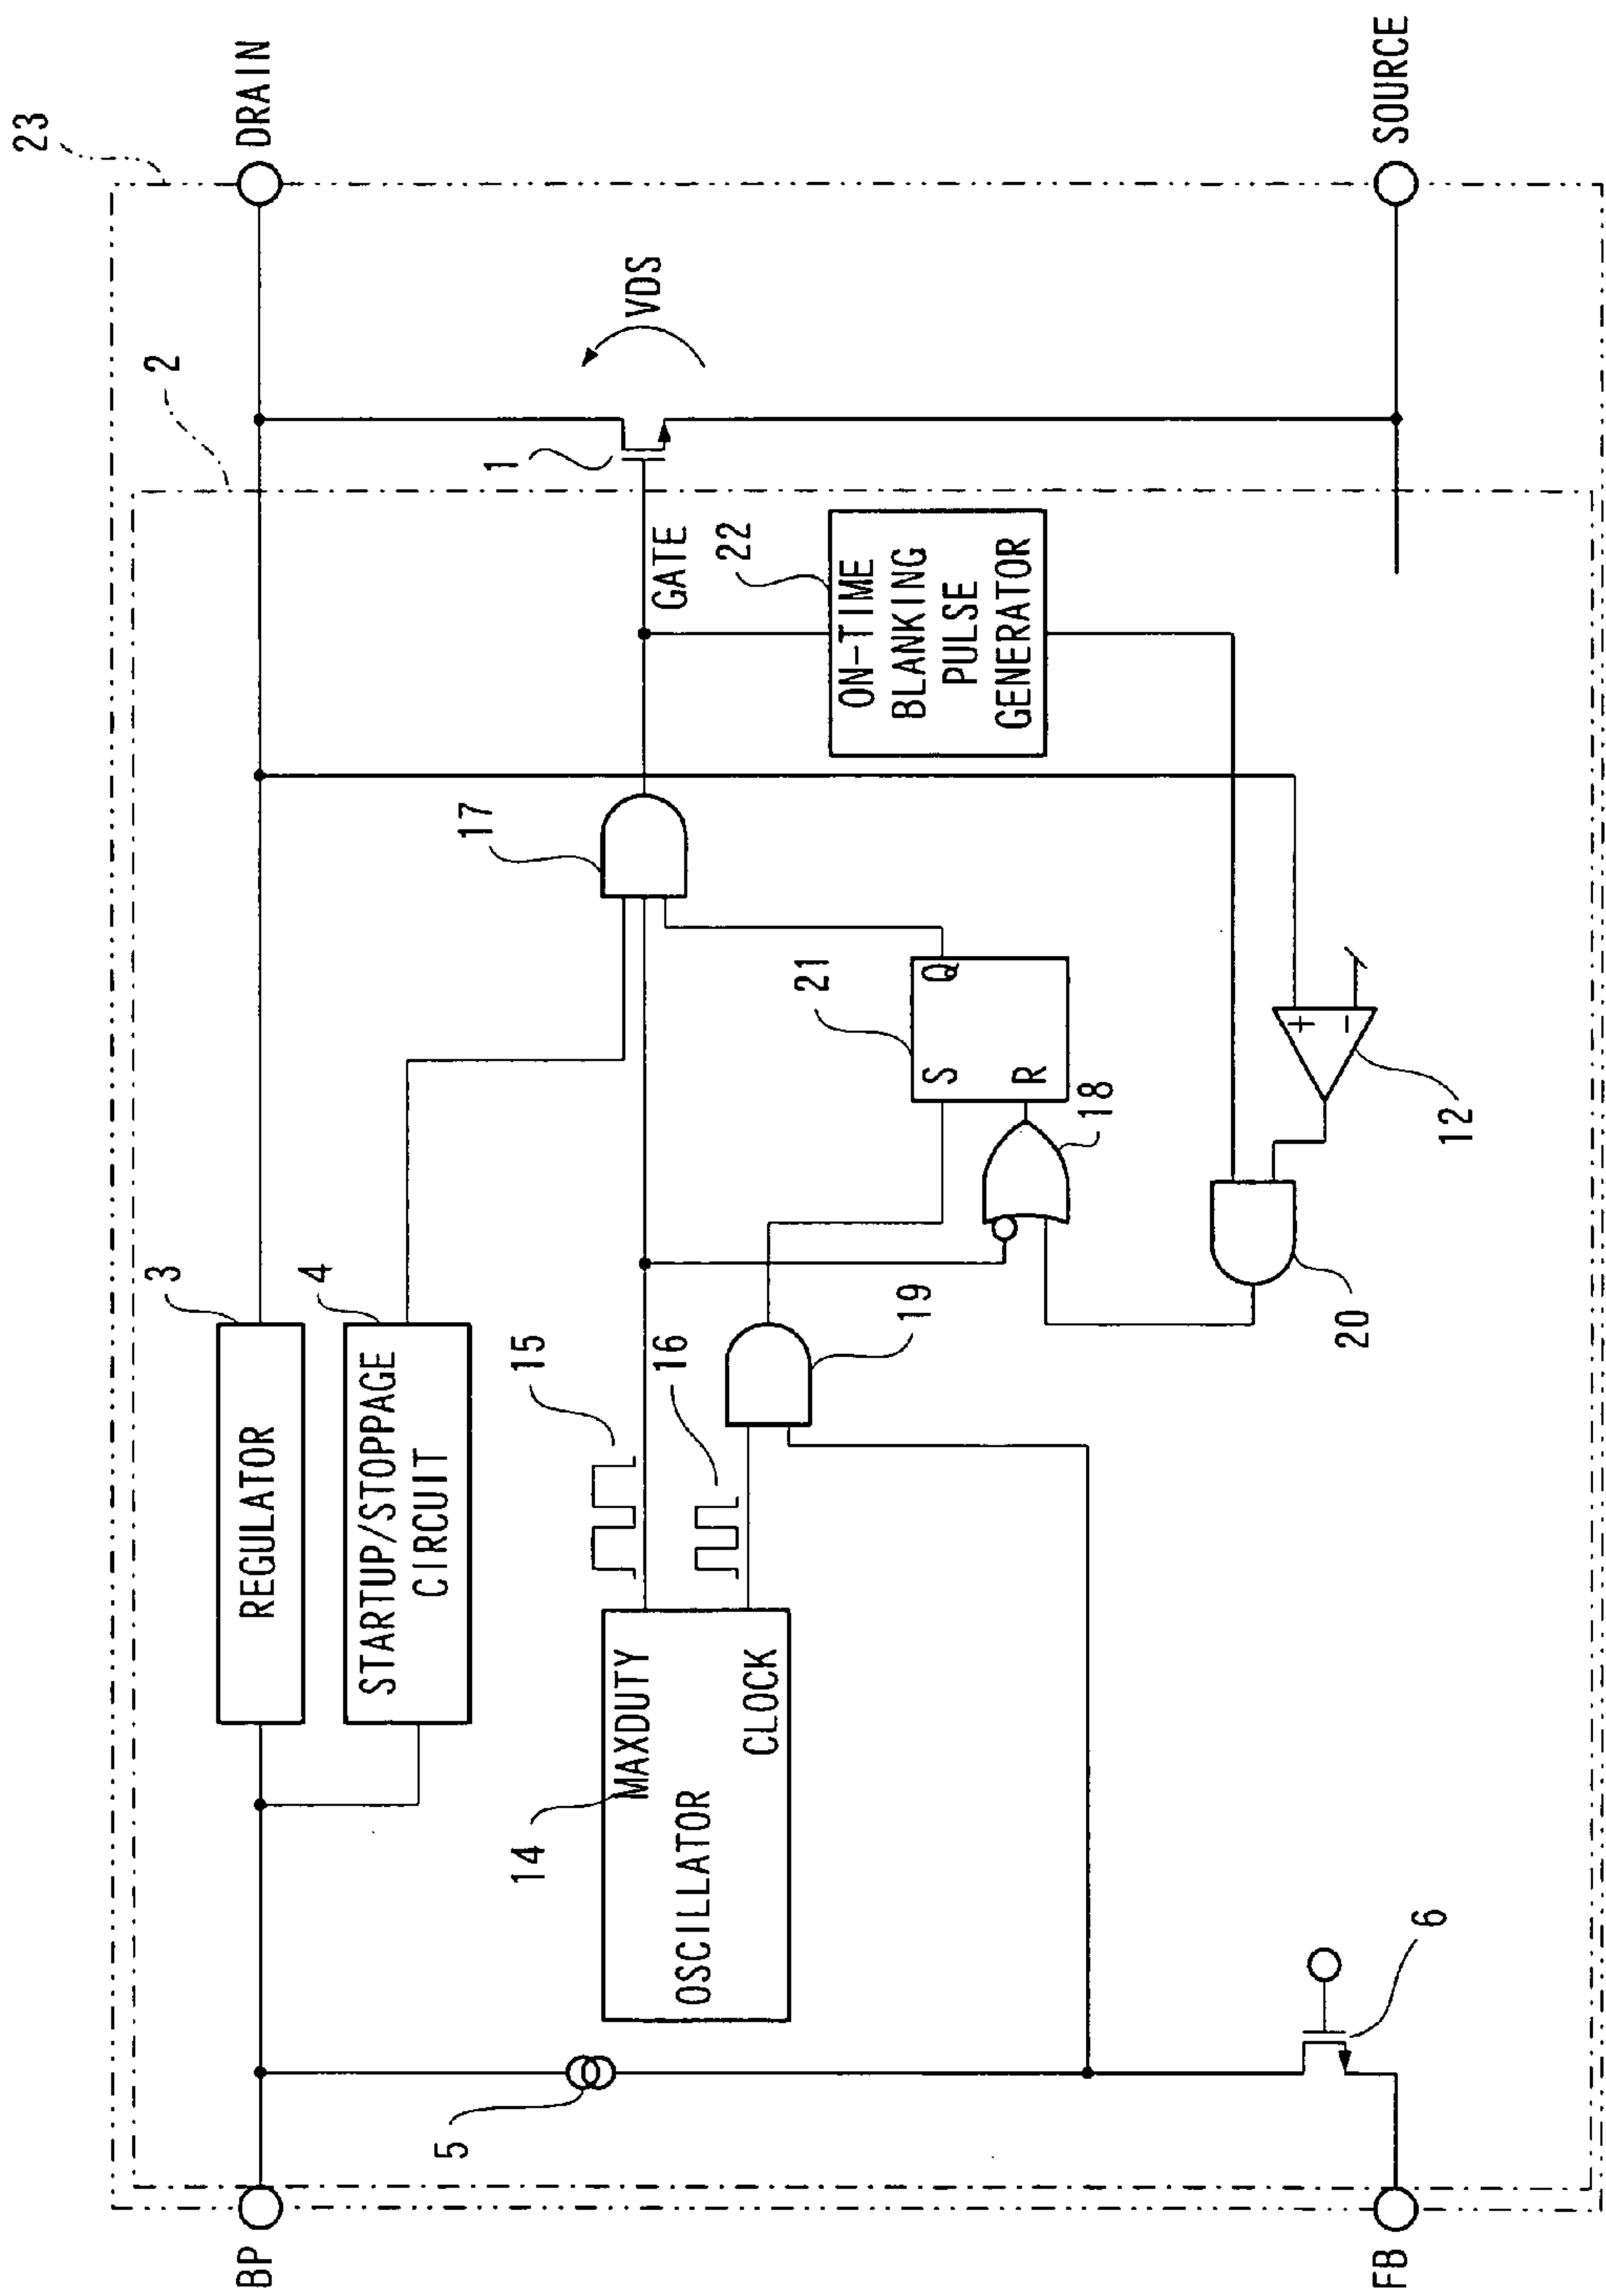 23
2
BP
DRAIN
REGULATOR
3
STARTUP/STOPPAGE
CIRCUIT
4
17
1
VDS
GATE
15
16
14
MAXDUTY
OSCILLATOR
CLOCK
19
5
21
S
Q
R
18
22
ON-TIME
BLANKING
PULSE
GENERATOR
+
-
12
20
6
FB
SOURCE